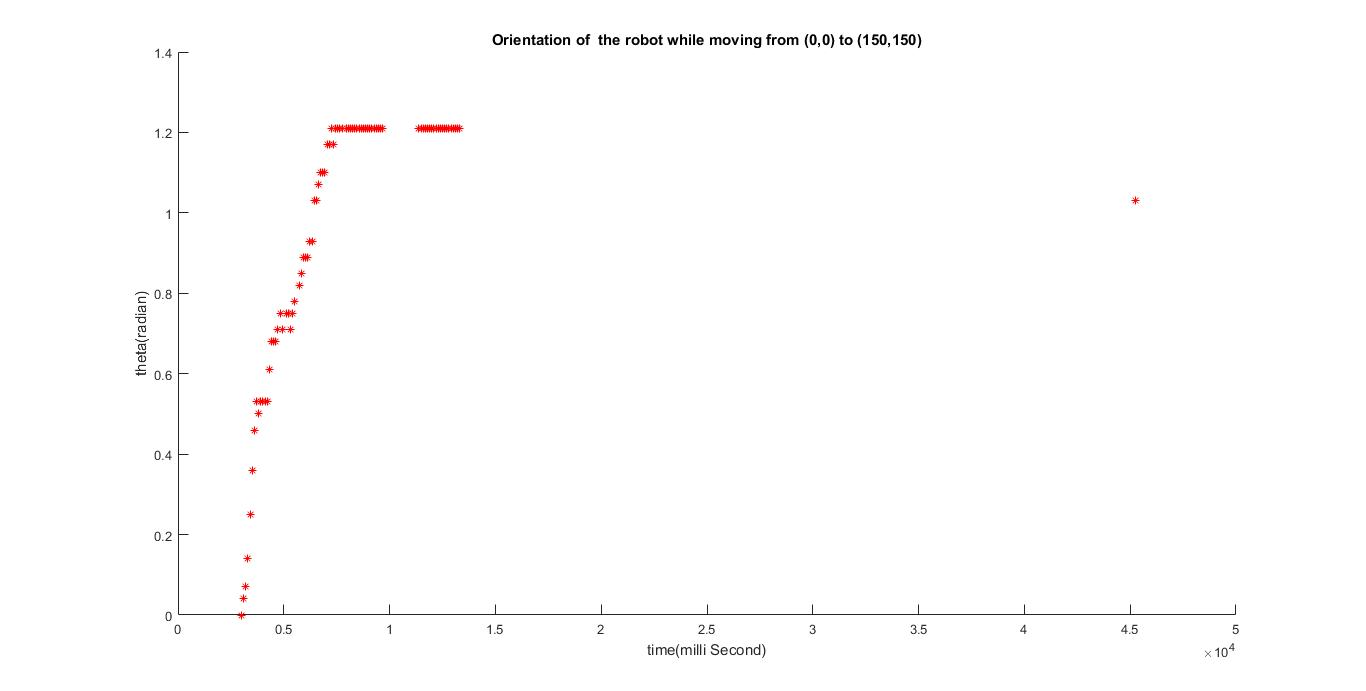 Orientation of  the robot while moving from (0,0) to (150,150)
1.4
1.2
1
0.8
0.6
0.4
0.2
0
theta(radian)
0 0.5 1 1.5 2 2.5 3 3.5 4 4.5 5
time(milli Second)
×10^4